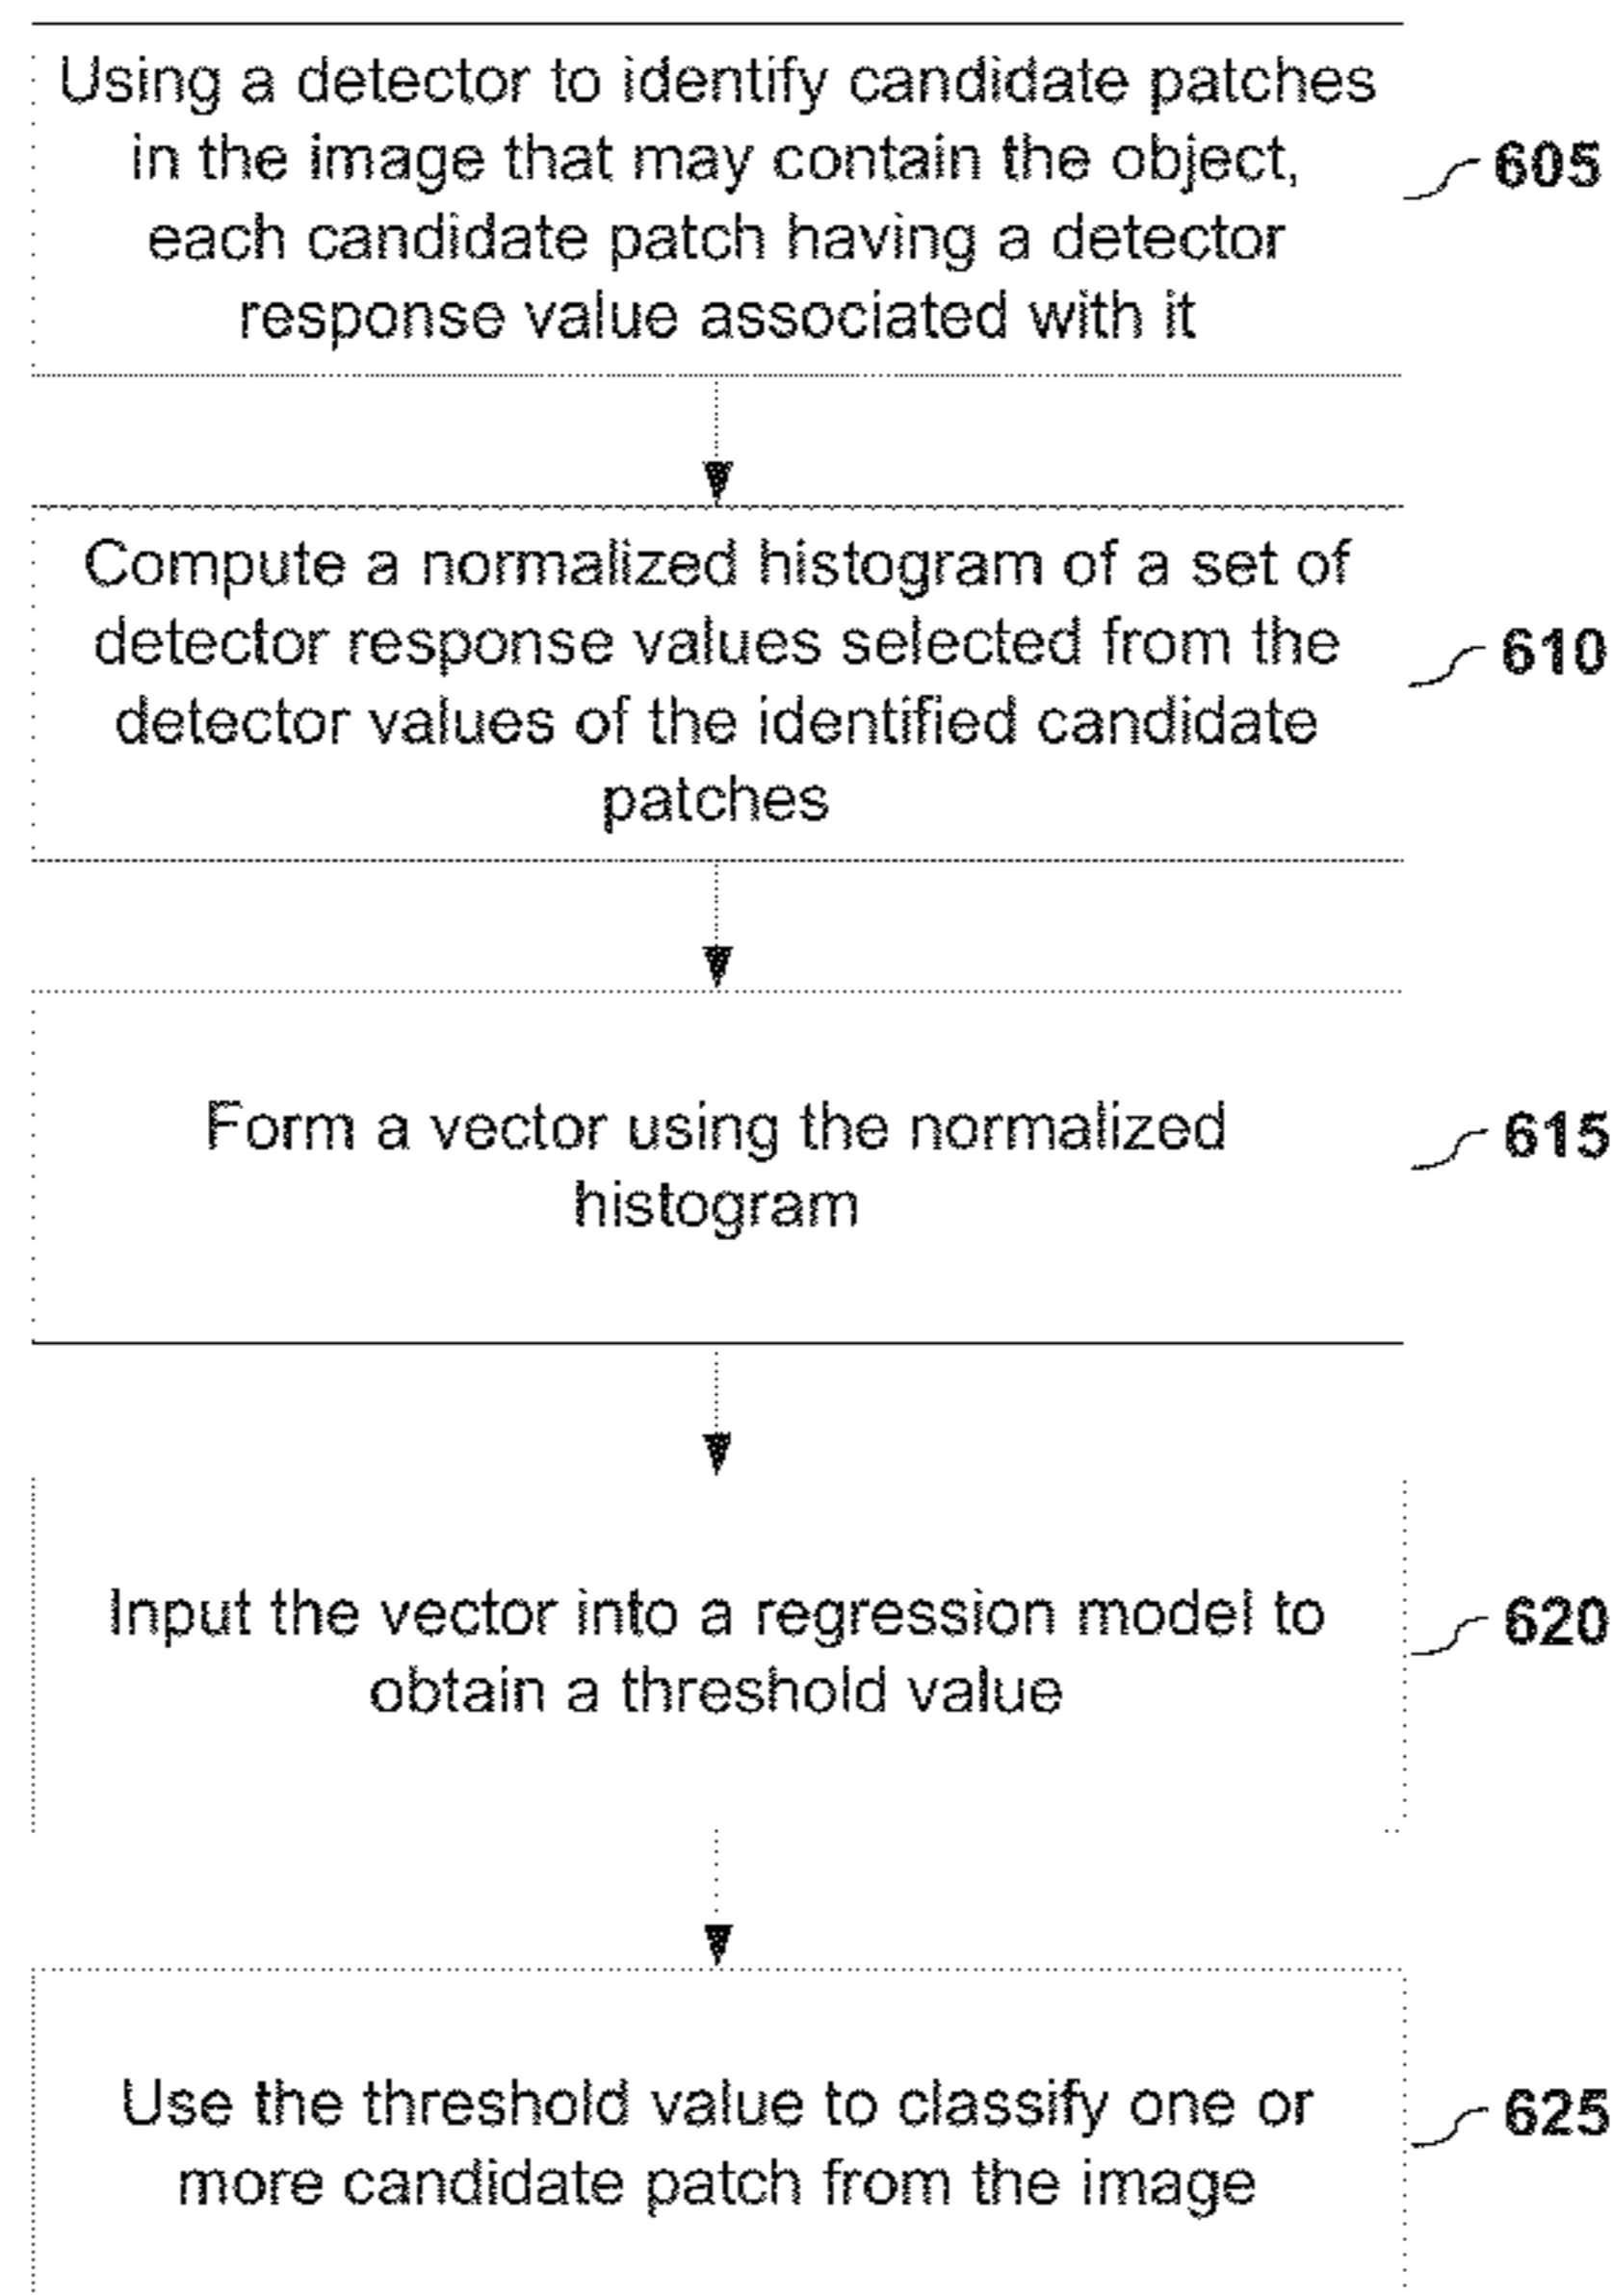 Using a detector to identify candidate patches
in the image that may contain the object,
each candidate patch having a detector
response value associated with it
605
Compute a normalized histogram of a set of
detector response values selected from the
detector values of the identified candidate
patches
610
Form a vector using the normalized
histogram
615
Input the vector into a regression model to
obtain a threshold value
620
Use the threshold value to classify one or
more candidate patch from the image
625